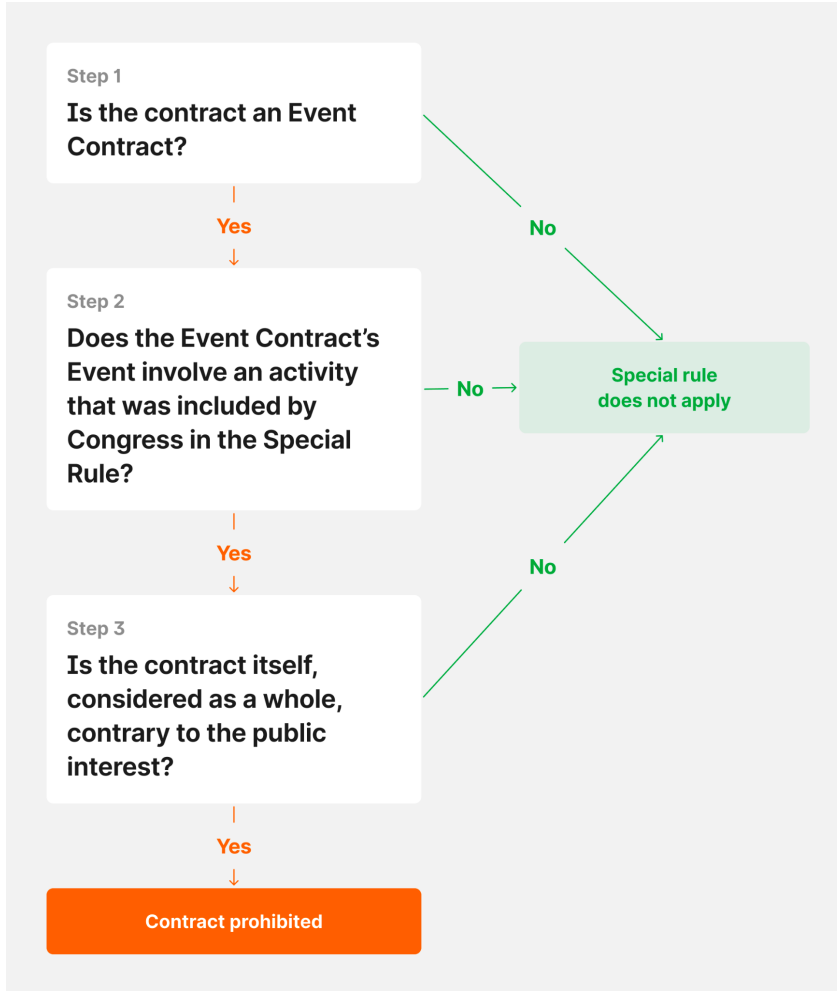 Step 1
Is the contract an Event
Contract?
Yes
No
Step 2
Does the Event Contract’s
Event involve an activity
that was included by
Congress in the Special
Rule?
No
Special rule
does not apply
Yes
No
Step 3
Is the contract itself,
considered as a whole,
contrary to the public
interest?
Yes
Contract prohibited